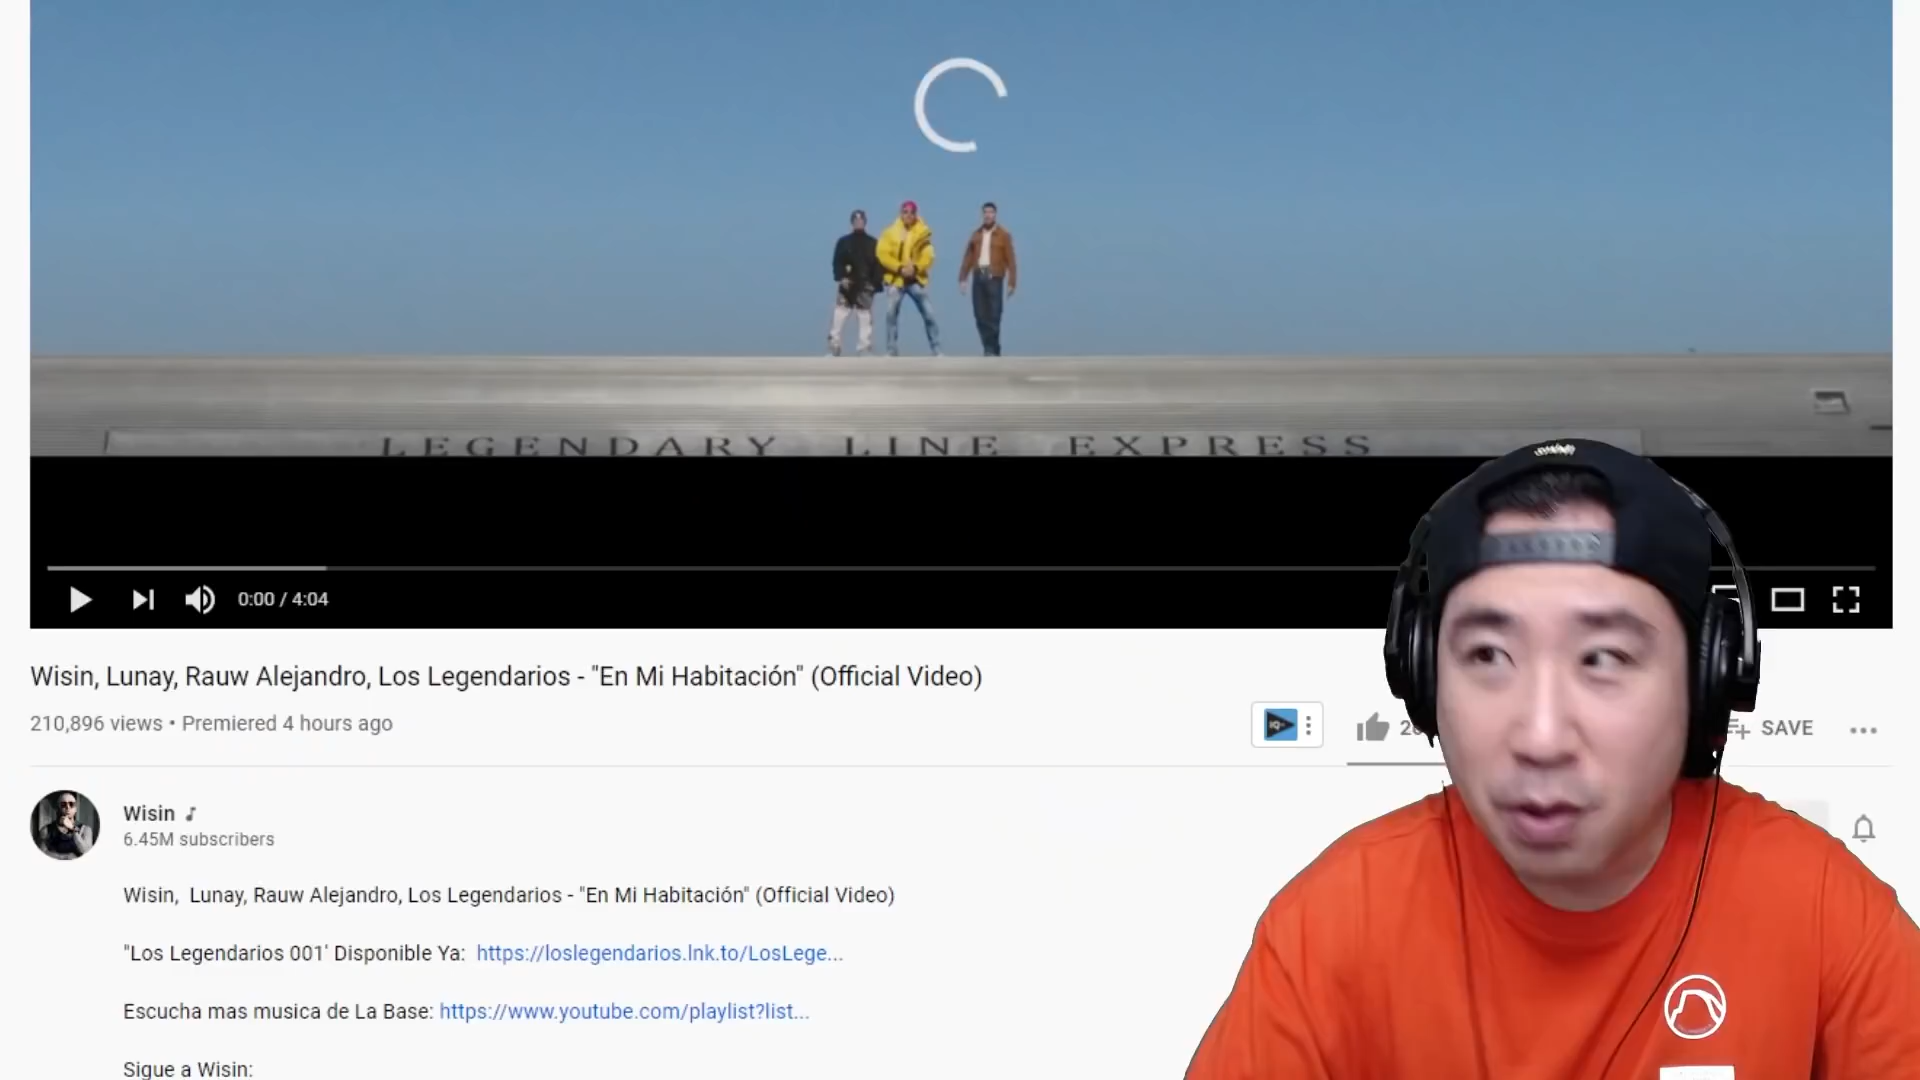 LEGENDARY LINE EXPRESS
0:00 / 4:04
Wisin, Lunay, Rauw Alejandro, Los Legendarios - "En Mi Habitación" (Official Video)
210,896 views • Premiered 4 hours ago
SAVE
Wisin
6.45M subscribers
Wisin, Lunay, Rauw Alejandro, Los Legendarios - "En Mi Habitación" (Official Video)
"Los Legendarios 001' Disponible Ya: https://loslegendarios.lnk.to/LosLege...
Escucha mas musica de La Base: https://www.youtube.com/playlist?list...
Sigue a Wisin: